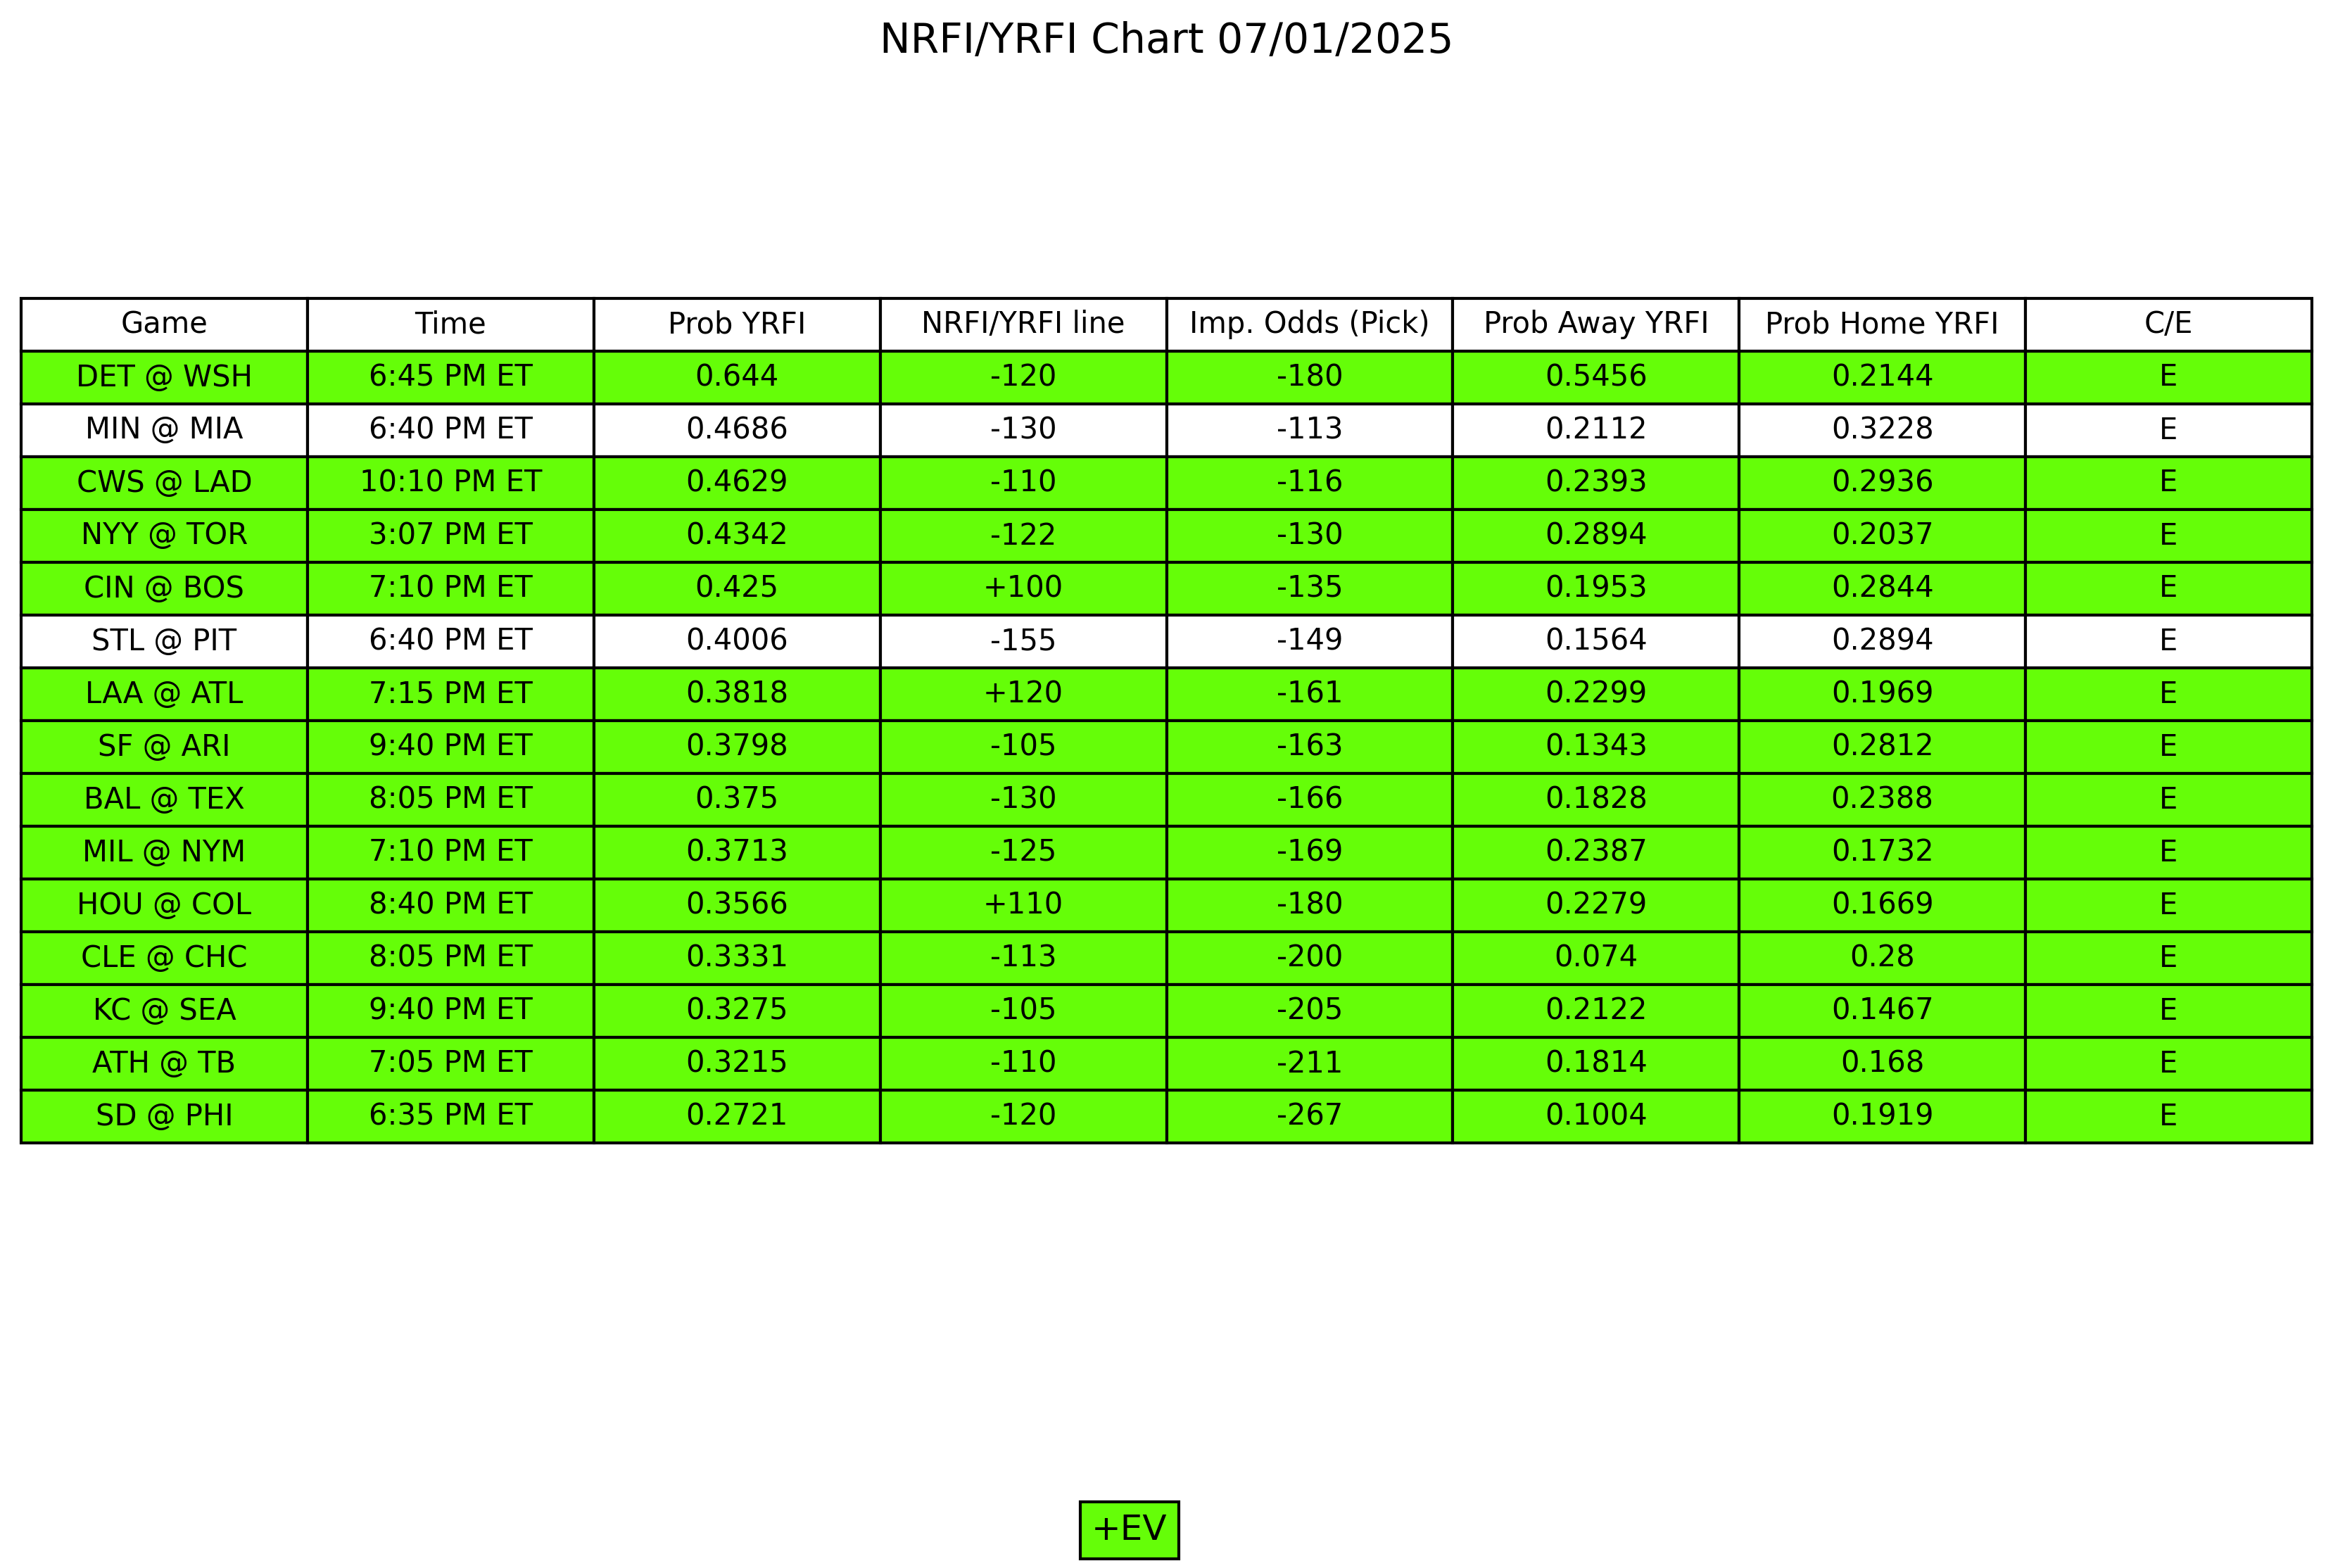 NRFI/YRFI Chart 07/01/2025
Game Time Prob YRFI NRFI/YRFI line Imp. Odds (Pick) Prob Away YRFI Prob Home YRFI C/E
DET @ WSH 6:45 PM ET 0.644 -120 -180 0.5456 0.2144 E
MIN @ MIA 6:40 PM ET 0.4686 -130 -113 0.2112 0.3228 E
CWS @ LAD 10:10 PM ET 0.4629 -110 -116 0.2393 0.2936 E
NYY @ TOR 3:07 PM ET 0.4342 -122 -130 0.2894 0.2037 E
CIN @ BOS 7:10 PM ET 0.425 +100 -135 0.1953 0.2844 E
STL @ PIT 6:40 PM ET 0.4006 -155 -149 0.1564 0.2894 E
LAA @ ATL 7:15 PM ET 0.3818 +120 -161 0.2299 0.1969 E
SF @ ARI 9:40 PM ET 0.3798 -105 -163 0.1343 0.2812 E
BAL @ TEX 8:05 PM ET 0.375 -130 -166 0.1828 0.2388 E
MIL @ NYM 7:10 PM ET 0.3713 -125 -169 0.2387 0.1732 E
HOU @ COL 8:40 PM ET 0.3566 +110 -180 0.2279 0.1669 E
CLE @ CHC 8:05 PM ET 0.3331 -113 -200 0.074 0.28 E
KC @ SEA 9:40 PM ET 0.3275 -105 -205 0.2122 0.1467 E
ATH @ TB 7:05 PM ET 0.3215 -110 -211 0.1814 0.168 E
SD @ PHI 6:35 PM ET 0.2721 -120 -267 0.1004 0.1919 E
+EV